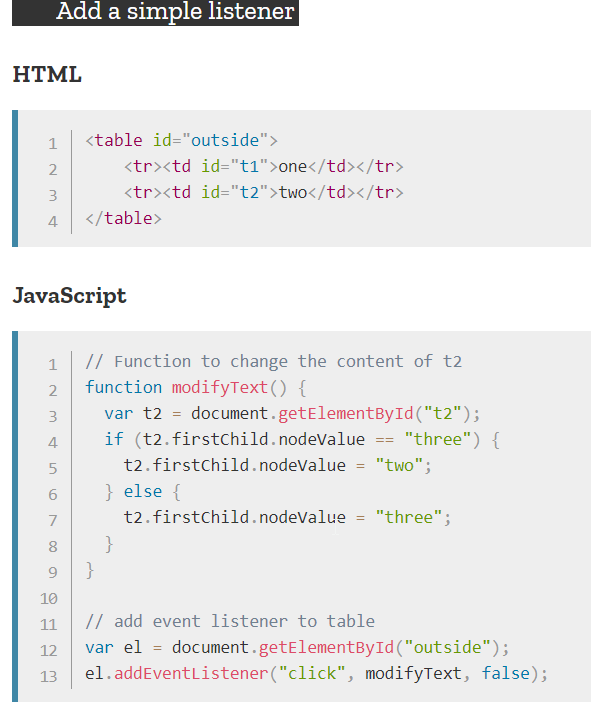 Add a simple listener
HTML
1 <table id="outside">
2     <tr><td id="t1">one</td></tr>
3     <tr><td id="t2">two</td></tr>
4 </table>
JavaScript
1 // Function to change the content of t2
2 function modifyText() {
3   var t2 = document.getElementById("t2");
4   if (t2.firstChild.nodeValue == "three") {
5     t2.firstChild.nodeValue = "two";
6   } else {
7     t2.firstChild.nodeValue = "three";
8   }
9 }
10
11 // add event listener to table
12 var el = document.getElementById("outside");
13 el.addEventListener("click", modifyText, false);